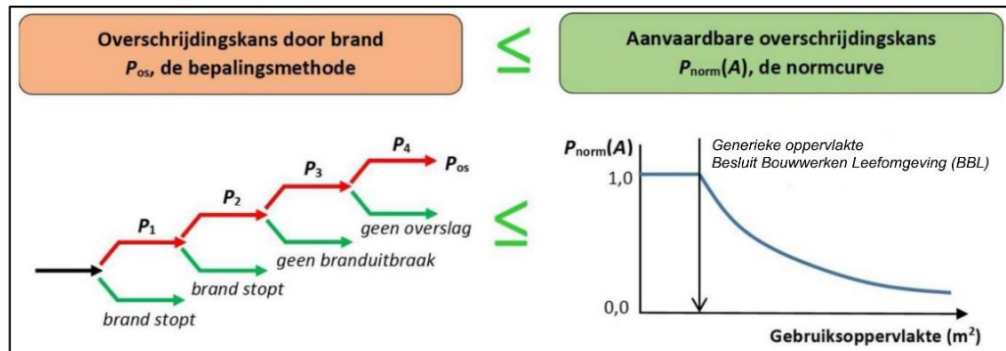 Overschrijdingskans door brand
Pos, de bepalingsmethode
≤
Aanvaardbare overschrijdingskans
Pnorm(A), de normcurve
P4
Pos
P3
geen overslag
P2
geen branduitbraak
P1
brand stopt
brand stopt
≤
Pnorm(A)
Generieke oppervlakte
Besluit Bouwwerken Leefomgeving (BBL)
1,0
0,0
Gebruiksoppervlakte (m²)